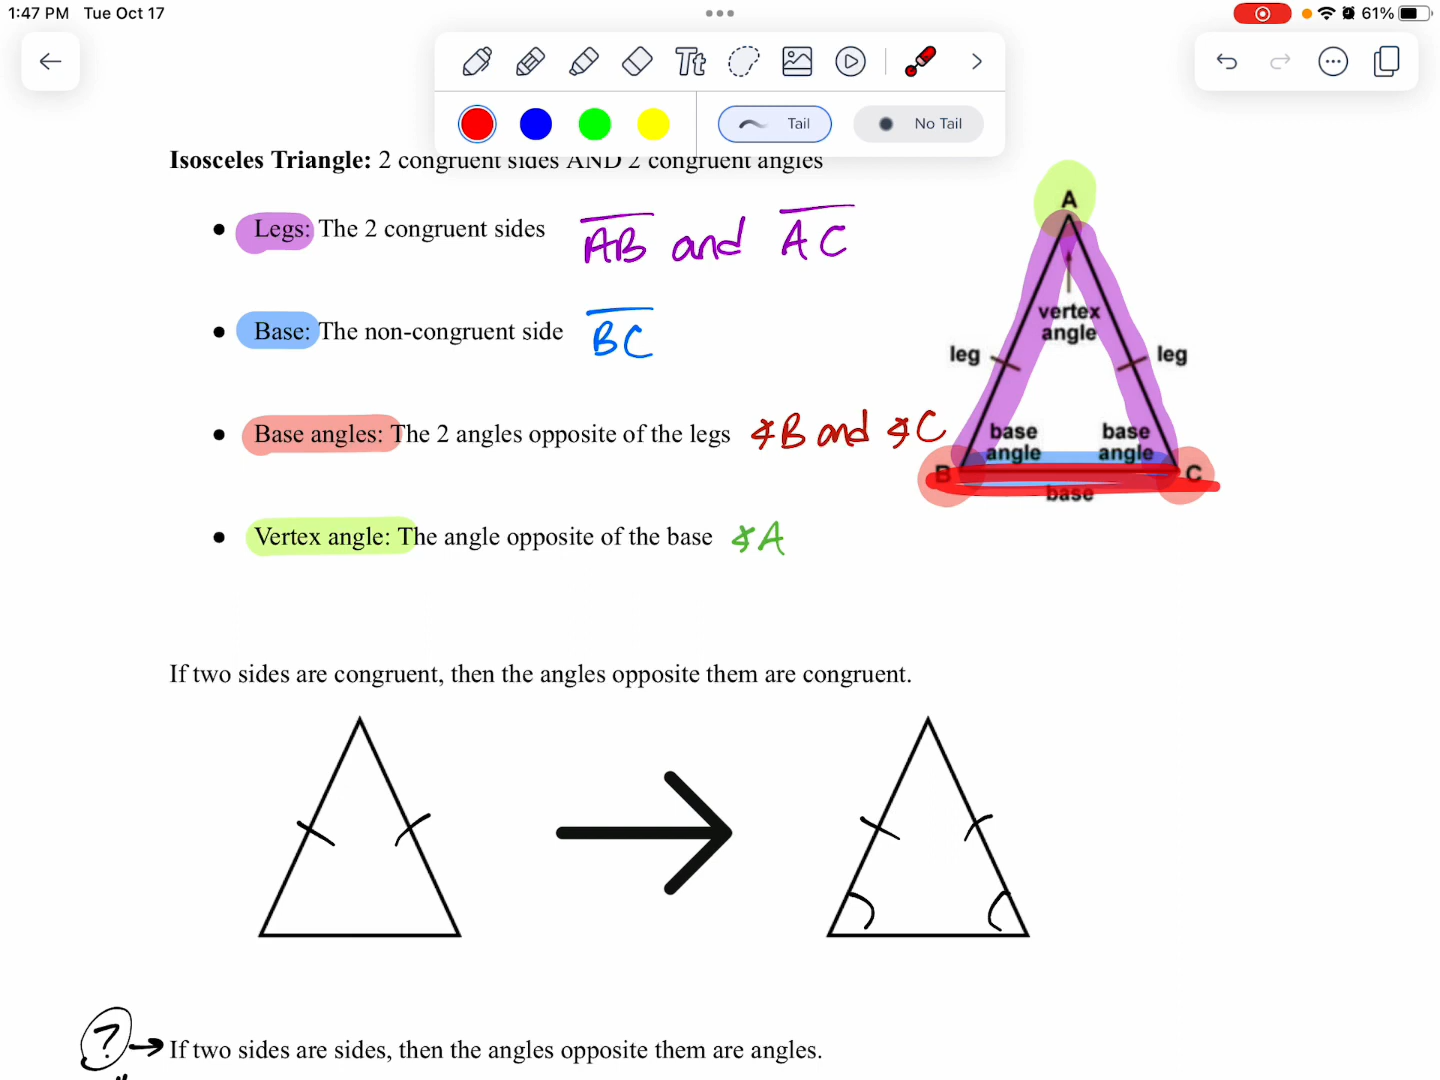 1:47 PM Tue Oct 17
61%
Tt
Tail
No Tail
Isosceles Triangle: 2 congruent sides AND 2 congruent angles
Legs: The 2 congruent sides AB and AC
Base: The non-congruent side BC
Base angles: The 2 angles opposite of the legs ∡B and ∡C
Vertex angle: The angle opposite of the base ∡A
A
vertex
angle
leg
leg
base
angle
base
angle
B
C
base
If two sides are congruent, then the angles opposite them are congruent.
? → If two sides are sides, then the angles opposite them are angles.